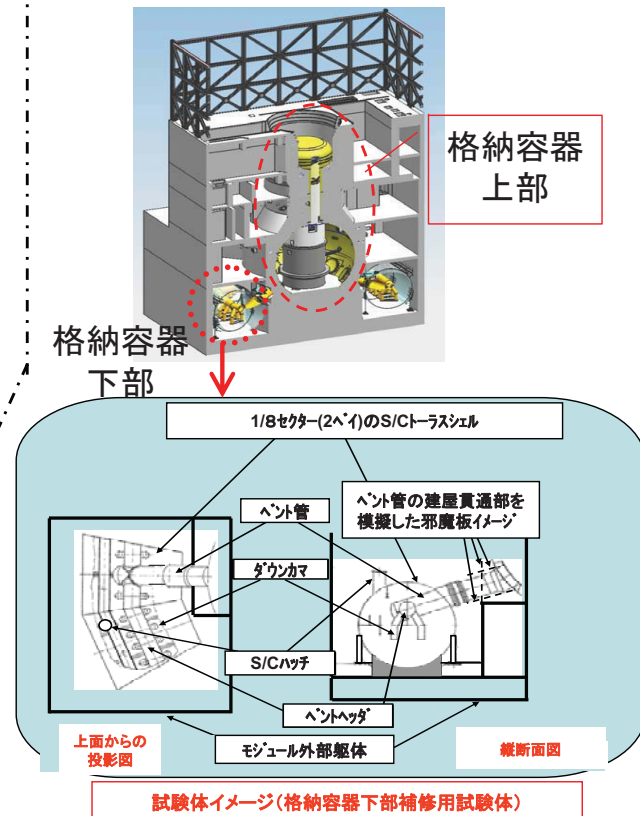 格納容器
上部
格納容器
下部
1/8ｾｸﾀｰ(2ﾍﾞｲ)のS/Cﾄｰﾗｽｼｪﾙ
ﾍﾞﾝﾄ管
ﾍﾞﾝﾄ管の建屋貫通部を
模擬した邪魔板ｲﾒｰｼﾞ
ﾀﾞｳﾝｶﾏ
S/Cﾊｯﾁ
ﾍﾞﾝﾄﾍｯﾀﾞ
上面からの
投影図
ﾓｼﾞｭｰﾙ外部躯体
縦断面図
試験体ｲﾒｰｼﾞ(格納容器下部補修用試験体)